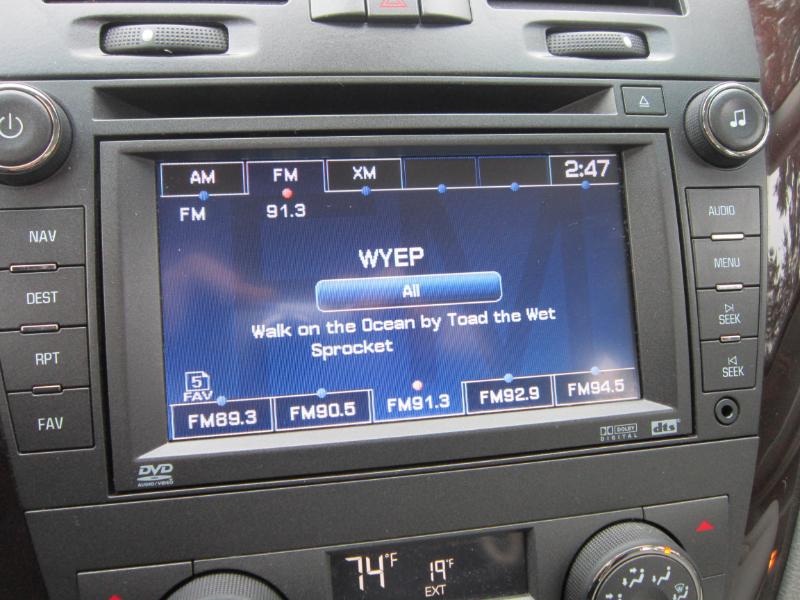 AM FM XM 2:47
FM 91.3
WYEP
All
Walk on the Ocean by Toad the Wet
Sprocket
5
FAV
FM89.3 FM90.5 FM91.3 FM92.9 FM94.5
NAV
DEST
RPT
FAV
AUDIO
MENU
SEEK
SEEK
DVD
AUDIO/VIDEO
DOLBY
DIGITAL
dts
74°F 19°F
EXT